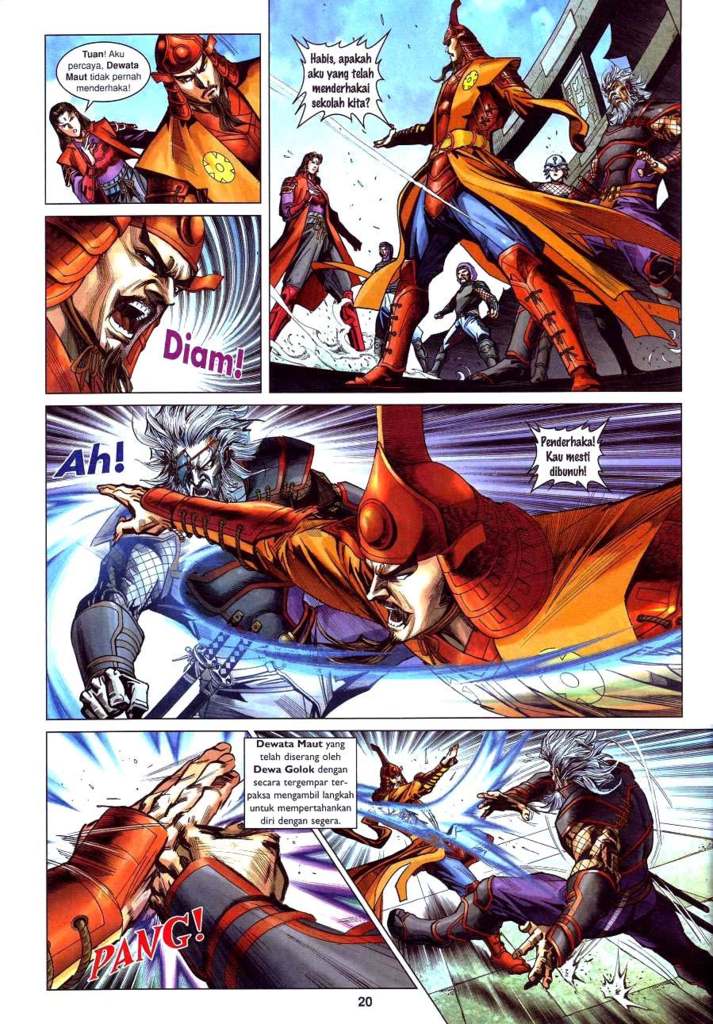 Tuan! Aku
percaya, Dewata
Maut tidak pernah
menderhaka!
Habis, apakah
aku yang telah
menderhakai
sekolah kita?
Diam!
Ah!
Penderhaka!
Kau mesti
dibunuh!
Dewata Maut yang
telah diserang oleh
Dewa Golok dengan
secara tergempar ter-
paksa mengambil langkah
untuk mempertahankan
diri dengan segera.
PANG!
20